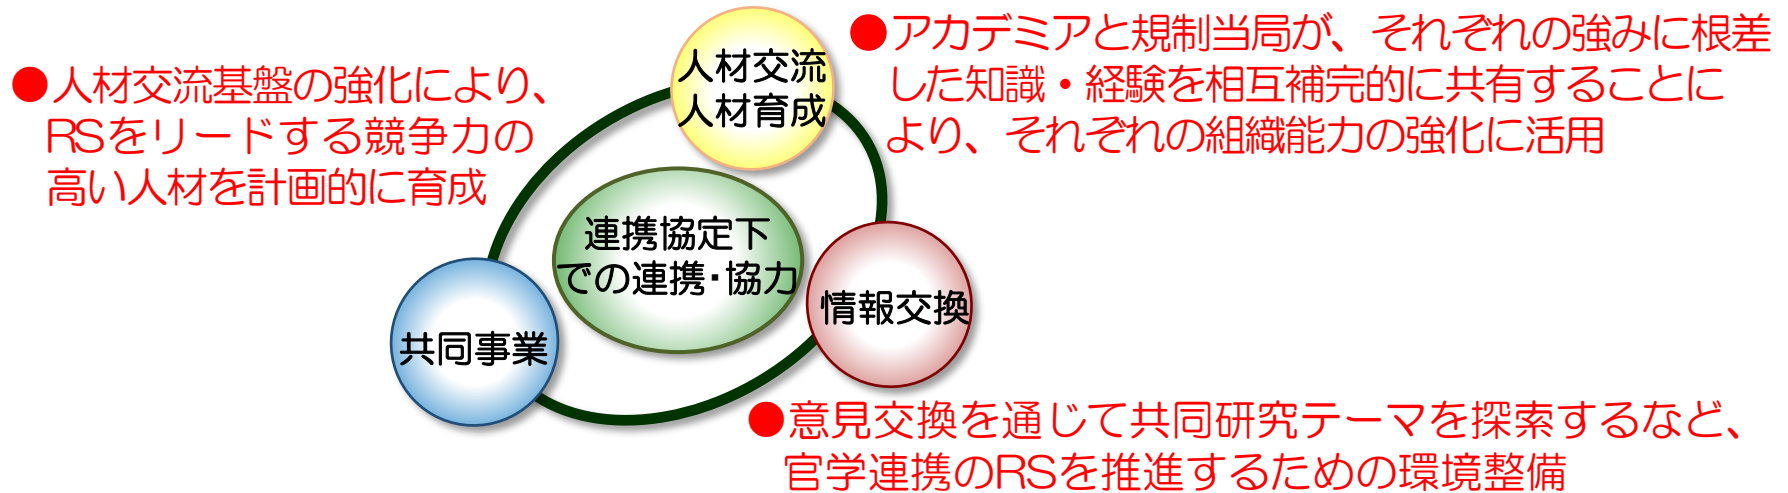 ●人材交流基盤の強化により、
RSをリードする競争力の
高い人材を計画的に育成
人材交流
人材育成
●アカデミアと規制当局が、それぞれの強みに根差
した知識・経験を相互補完的に共有することに
より、それぞれの組織能力の強化に活用
連携協定下
での連携・協力
共同事業
情報交換
●意見交換を通じて共同研究テーマを探索するなど、
官学連携のRSを推進するための環境整備